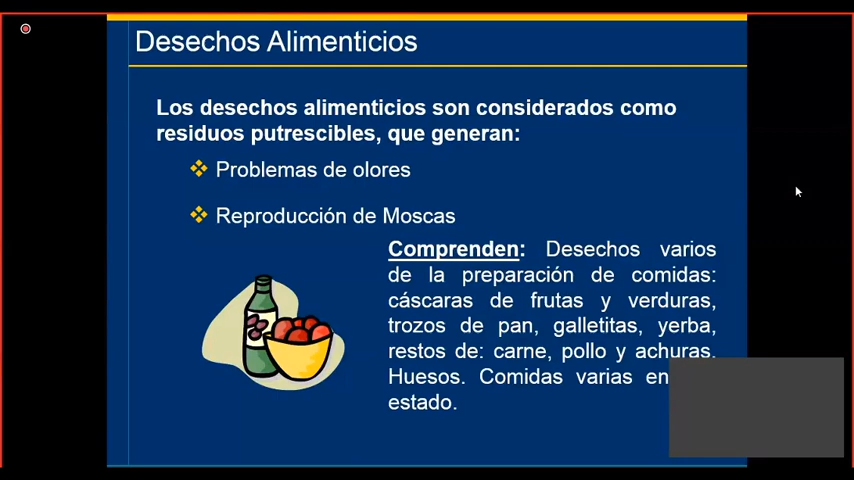 Desechos Alimenticios
Los desechos alimenticios son considerados como
residuos putrescibles, que generan:
Problemas de olores
Reproducción de Moscas
Comprenden: Desechos varios
de la preparación de comidas:
cáscaras de frutas y verduras,
trozos de pan, galletitas, yerba,
restos de: carne, pollo y achuras.
Huesos. Comidas varias en
estado.